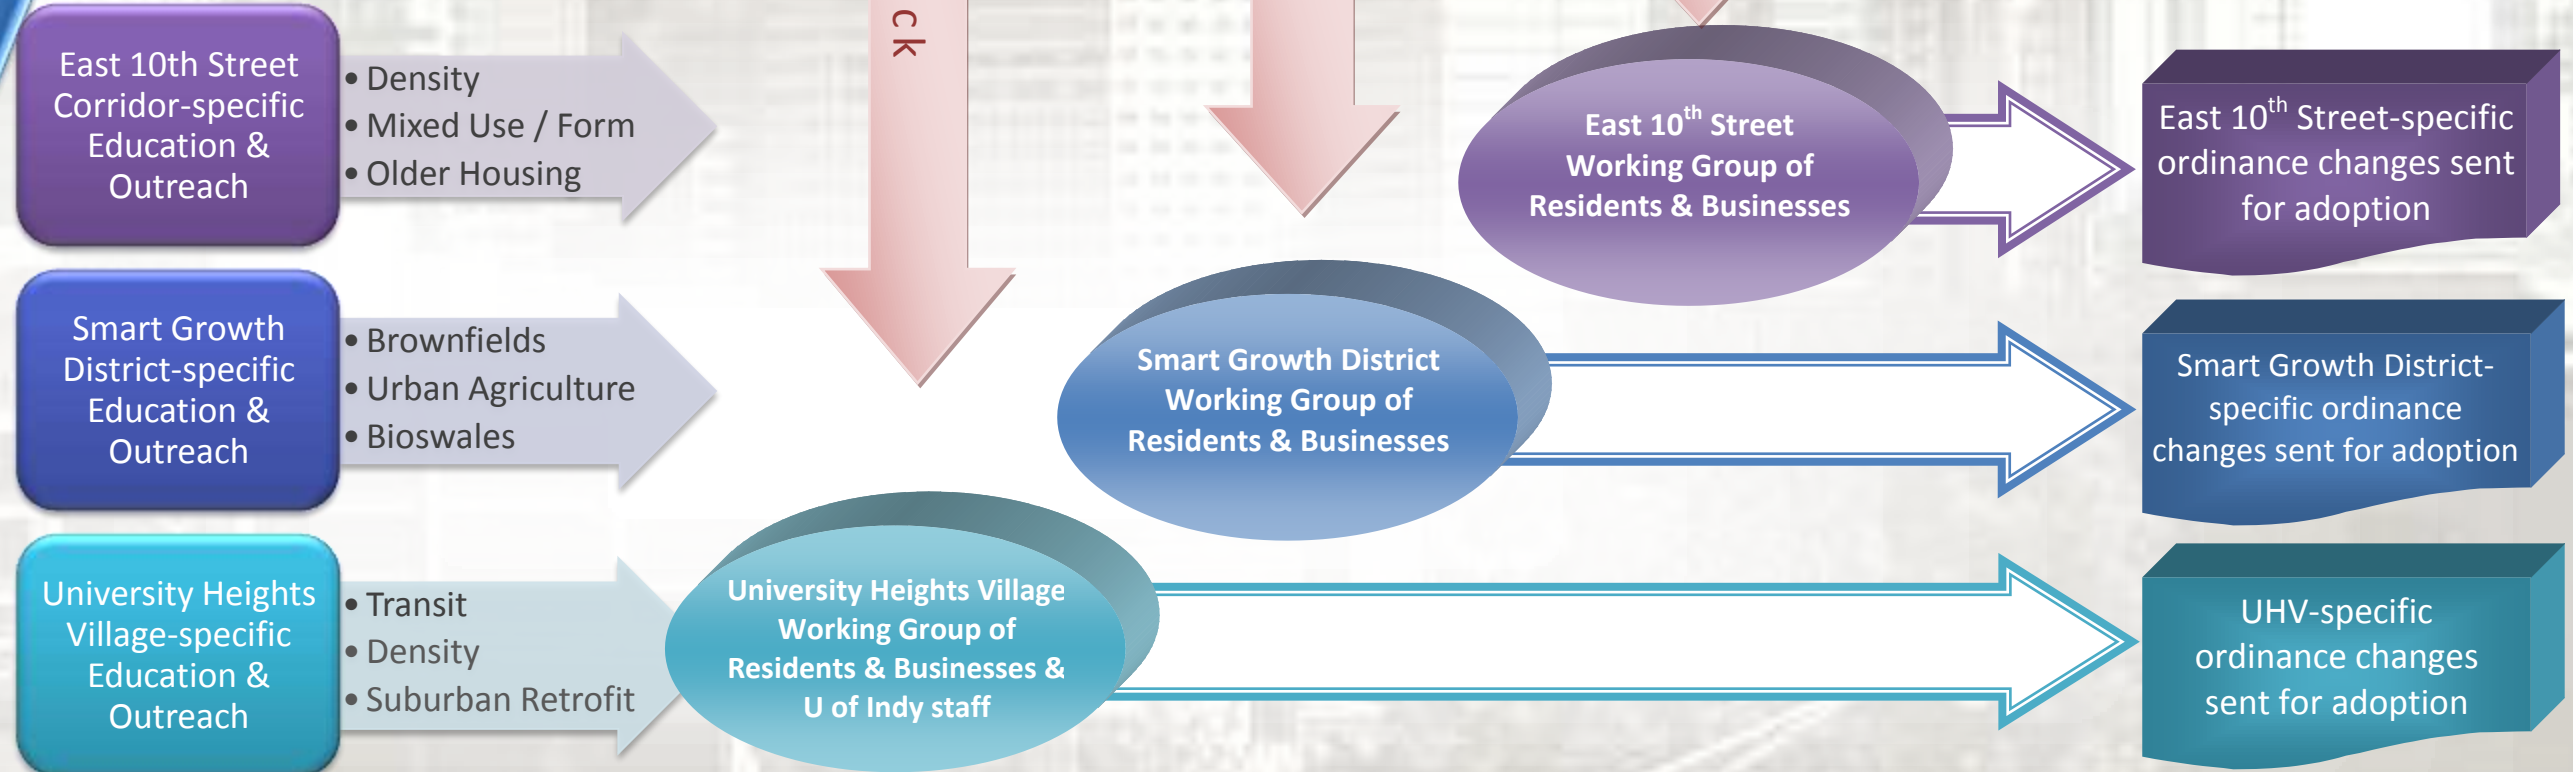 ck
East 10th Street
Corridor-specific
Education &
Outreach
• Density
• Mixed Use / Form
• Older Housing
East 10th Street
Working Group of
Residents & Businesses
East 10th Street-specific
ordinance changes sent
for adoption
Smart Growth
District-specific
Education &
Outreach
• Brownfields
• Urban Agriculture
• Bioswales
Smart Growth District
Working Group of
Residents & Businesses
Smart Growth District-
specific ordinance
changes sent for adoption
University Heights
Village-specific
Education &
Outreach
• Transit
• Density
• Suburban Retrofit
University Heights Village
Working Group of
Residents & Businesses &
U of Indy staff
UHV-specific
ordinance changes
sent for adoption